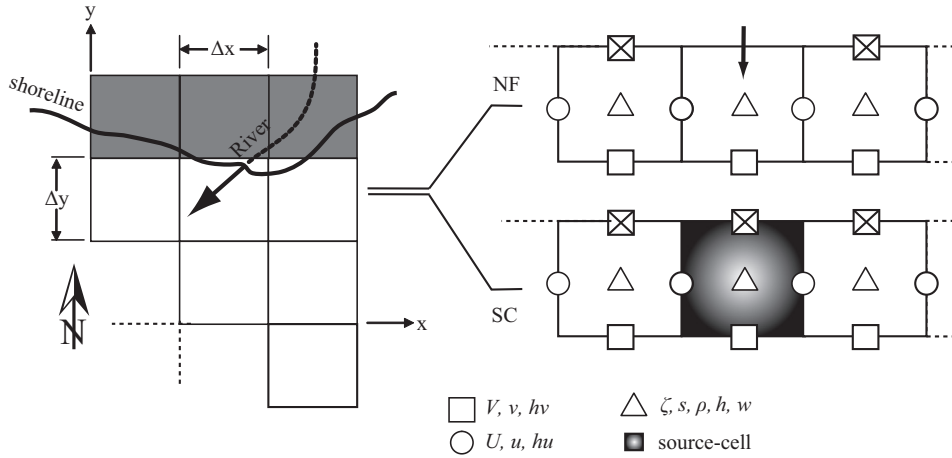 y
Δx
shoreline
River
Δy
N
x
NF
SC
V, v, hv
ζ, s, ρ, h, w
U, u, hu
source-cell